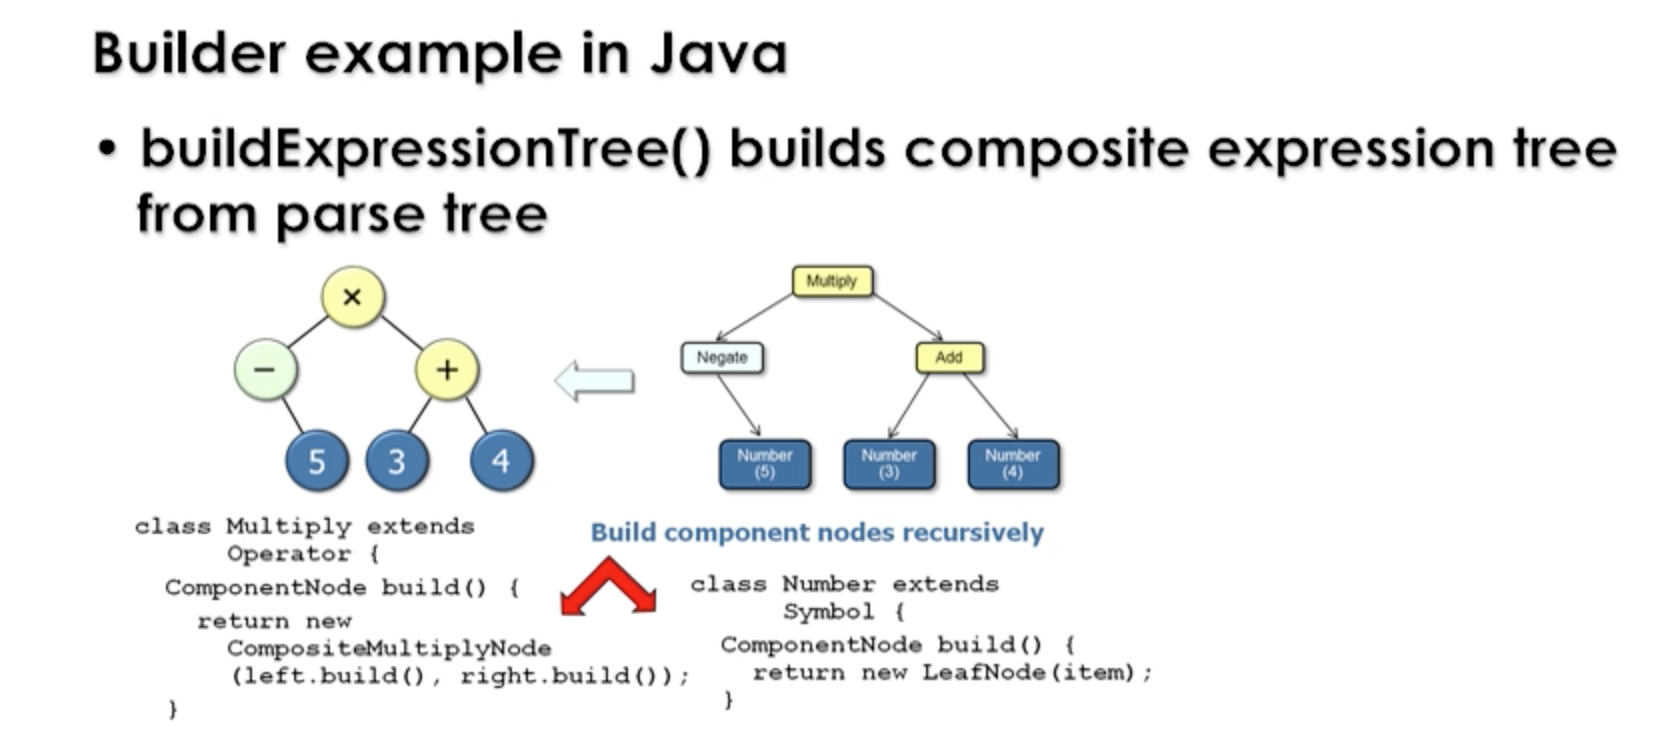 Builder example in Java
• buildExpressionTree() builds composite expression tree
from parse tree
×
−
+
5
3
4
Multiply
Negate
Add
Number
(5)
Number
(3)
Number
(4)
class Multiply extends
Operator {
ComponentNode build() {
return new
CompositeMultiplyNode
(left.build(), right.build());
}
Build component nodes recursively
class Number extends
Symbol {
ComponentNode build() {
return new LeafNode(item);
}